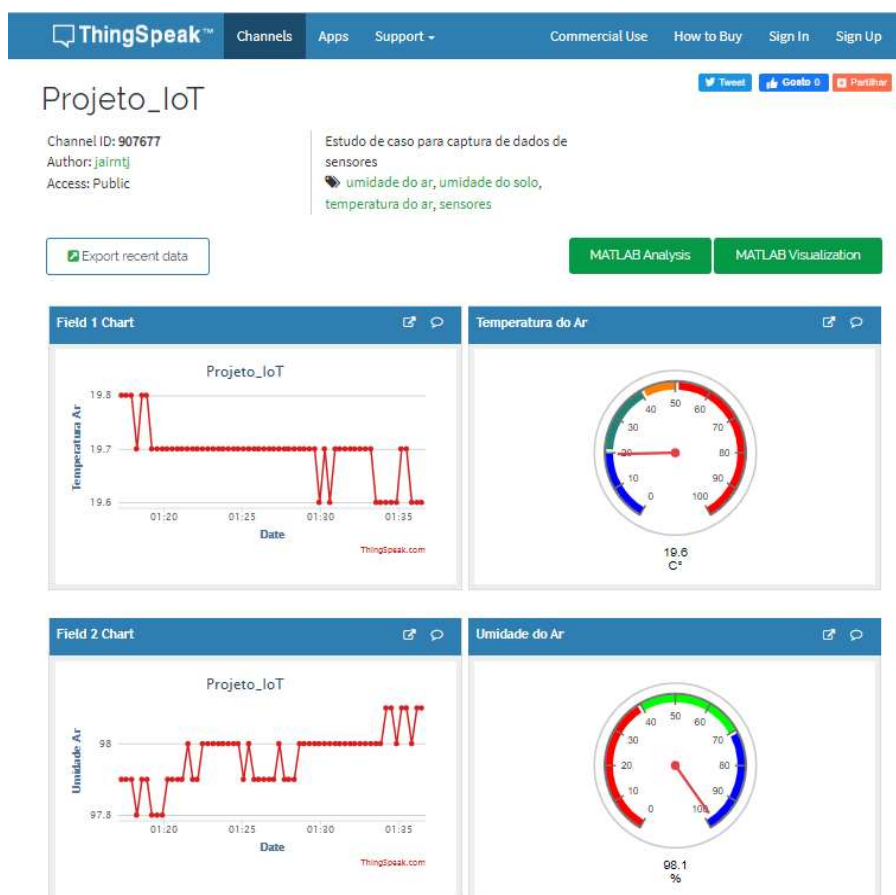 ThingSpeak™ Channels Apps Support Commercial Use How to Buy Sign In Sign Up
Tweet Gosto 0 Partilhar
Projeto_IoT
Channel ID: 907677
Author: jairntj
Access: Public
Estudo de caso para captura de dados de
sensores
umidade do ar, umidade do solo,
temperatura do ar, sensores
Export recent data
MATLAB Analysis MATLAB Visualization
Field 1 Chart
Projeto_IoT
Temperatura Ar
19.8
19.7
19.6
01:20 01:25 01:30 01:35
Date
ThingSpeak.com
Temperatura do Ar
0 10 20 30 40 50 60 70 80 90 100
19.6
C°
Field 2 Chart
Projeto_IoT
Umidade Ar
98
97.8
01:20 01:25 01:30 01:35
Date
ThingSpeak.com
Umidade do Ar
0 10 20 30 40 50 60 70 80 90 100
98.1
%